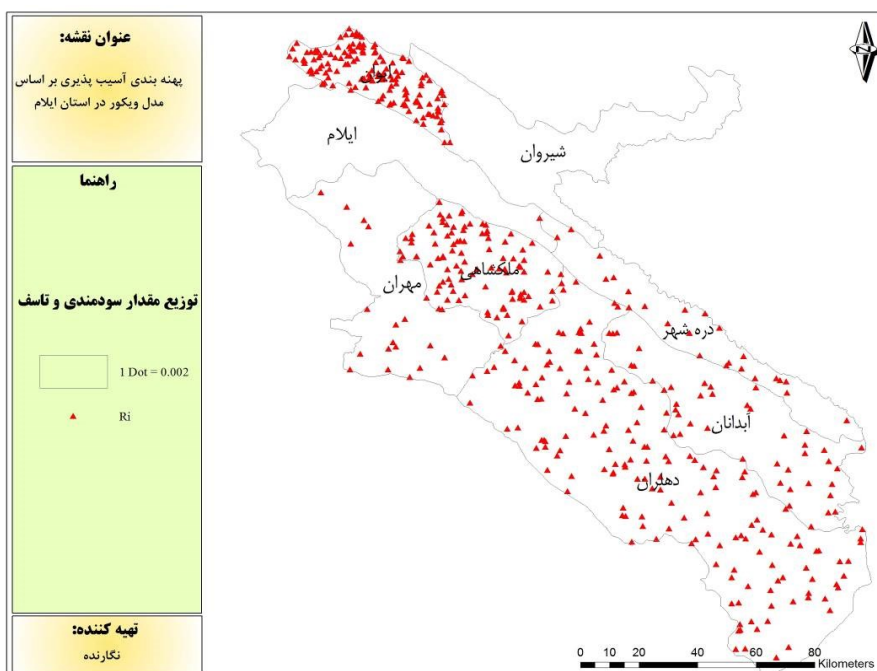 عنوان نقشه:
پهنه بندی آسیب پذیری بر اساس
مدل ویکور در استان ایلام
راهنما
توزیع مقدار سودمندی و تاسف
1 Dot = 0.002
Ri
تهیه کننده:
نگارنده
ایوان
ایلام
شیروان
ملکشاهی
مهران
دره شهر
آبدانان
دهلران
0 10 20 40 60 80
Kilometers